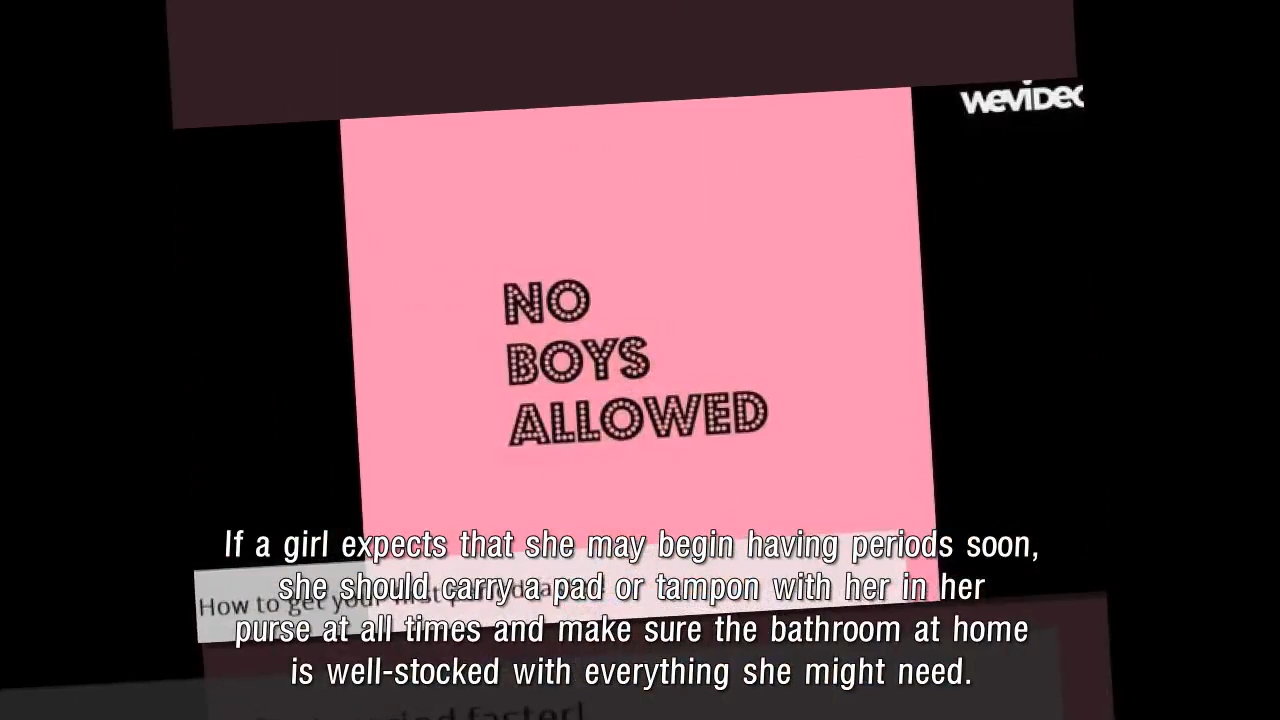 wevideo
NO
BOYS
ALLOWED
If a girl expects that she may begin having periods soon,
she should carry a pad or tampon with her in her
How to get your first
purse at all times and make sure the bathroom at home
is well-stocked with everything she might need.
faster!